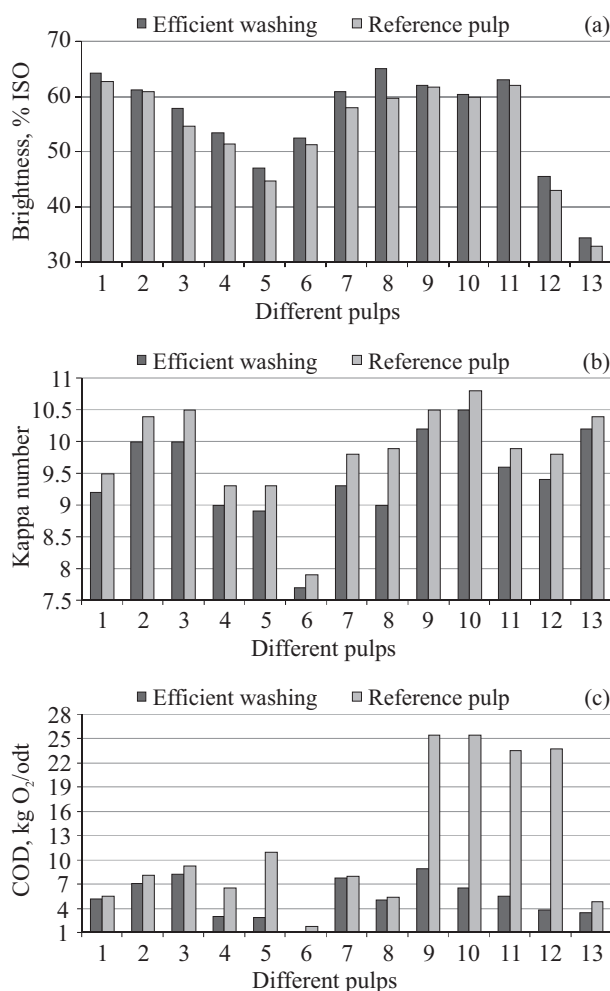 ■ Efficient washing ■ Reference pulp (a)
70
60
50
40
30
Brightness, % ISO
1 2 3 4 5 6 7 8 9 10 11 12 13
Different pulps
■ Efficient washing ■ Reference pulp (b)
11
10.5
10
9.5
9
8.5
8
7.5
Kappa number
1 2 3 4 5 6 7 8 9 10 11 12 13
Different pulps
■ Efficient washing ■ Reference pulp (c)
28
25
22
19
16
13
10
7
4
1
COD, kg O₂/odt
1 2 3 4 5 6 7 8 9 10 11 12 13
Different pulps